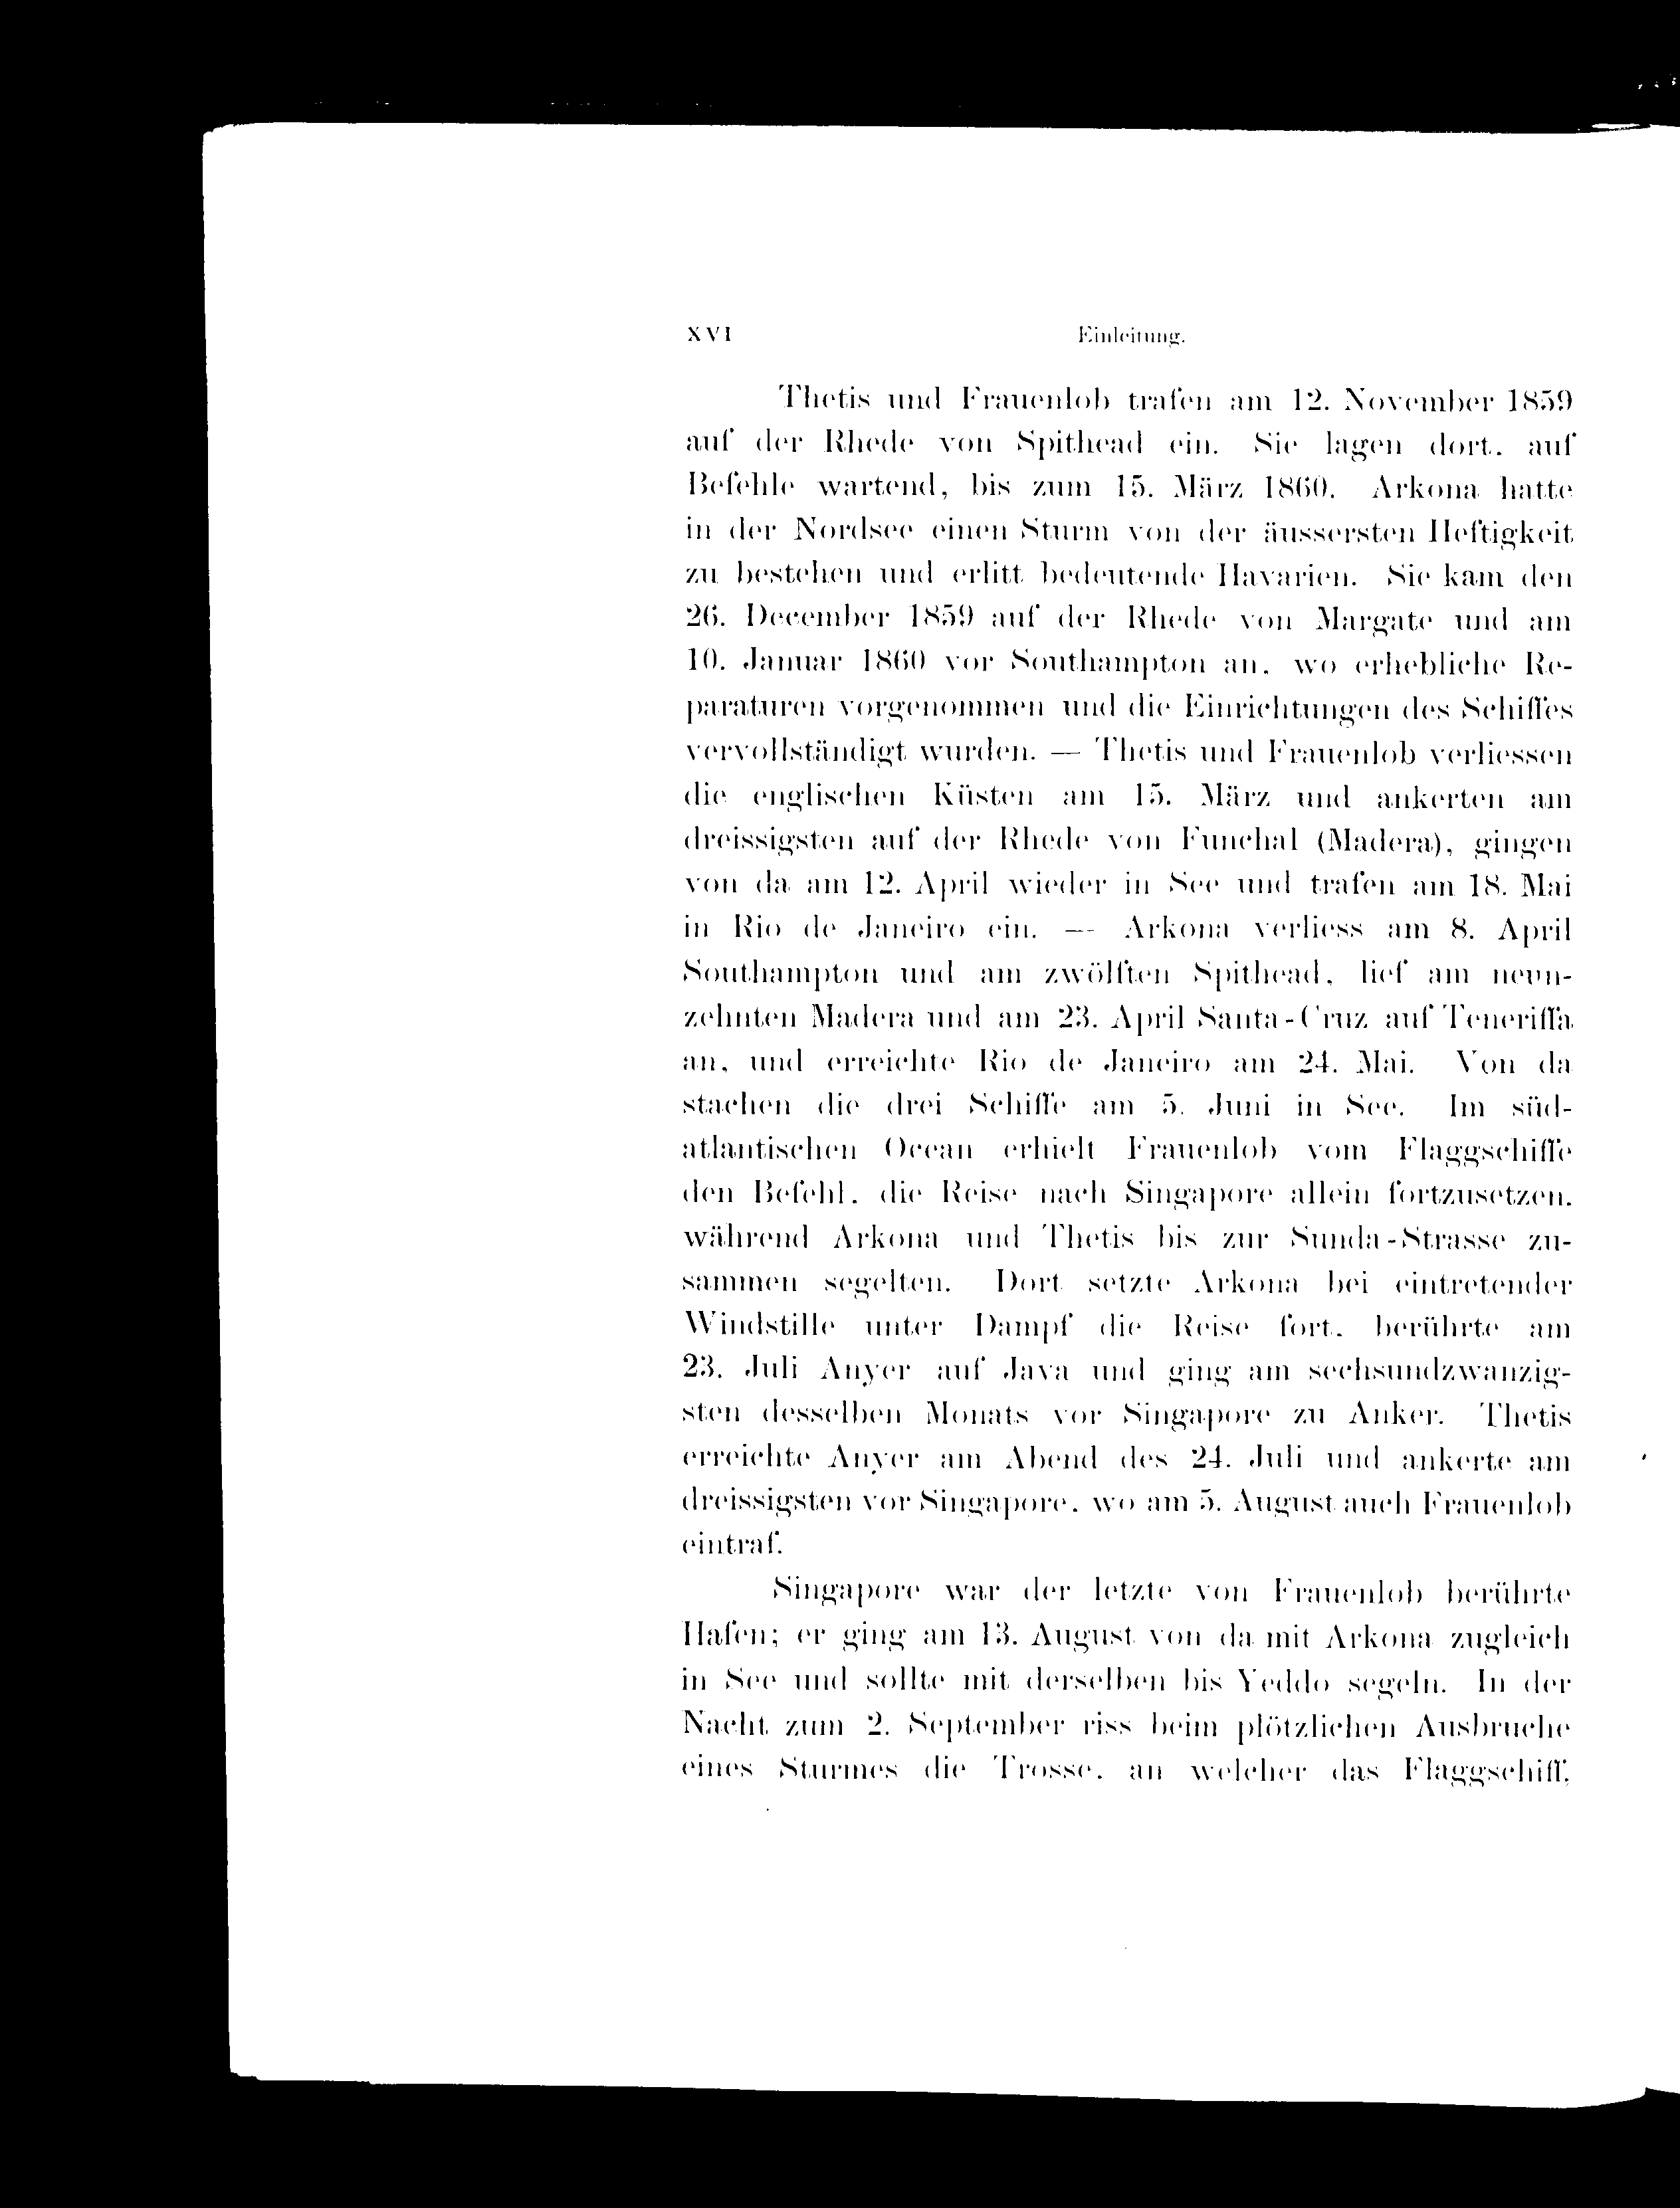 XVI Einleitung.
Thetis und Frauenlob trafen am 12. November 1859
auf der Rhede von Spithead ein. Sie lagen dort, auf
Befehle wartend, bis zum 15. März 1860. Arkona hatte
in der Nordsee einen Sturm von der äussersten Heftigkeit
zu bestehen und erlitt bedeutende Havarien. Sie kam den
26. December 1859 auf der Rhede von Margate und am
10. Januar 1860 vor Southampton an, wo erhebliche Re-
paraturen vorgenommen und die Einrichtungen des Schiffes
vervollständigt wurden. — Thetis und Frauenlob verliessen
die englischen Küsten am 15. März und ankerten am
dreissigsten auf der Rhede von Funchal (Madera), gingen
von da am 12. April wieder in See und trafen am 18. Mai
in Rio de Janeiro ein. — Arkona verliess am 8. April
Southampton und am zwölften Spithead, lief am neun-
zehnten Madera und am 23. April Santa-Cruz auf Teneriffa
an, und erreichte Rio de Janeiro am 24. Mai. Von da
stachen die drei Schiffe am 5. Juni in See. Im süd-
atlantischen Ocean erhielt Frauenlob vom Flaggschiffe
den Befehl, die Reise nach Singapore allein fortzusetzen,
während Arkona und Thetis bis zur Sunda-Strasse zu-
sammen segelten. Dort setzte Arkona bei eintretender
Windstille unter Dampf die Reise fort, berührte am
23. Juli Anyer auf Java und ging am sechsundzwanzig-
sten desselben Monats vor Singapore zu Anker. Thetis
erreichte Anyer am Abend des 24. Juli und ankerte am
dreissigsten vor Singapore, wo am 5. August auch Frauenlob
eintraf.
Singapore war der letzte von Frauenlob berührte
Hafen; er ging am 13. August von da mit Arkona zugleich
in See und sollte mit derselben bis Yeddo segeln. In der
Nacht zum 2. September riss beim plötzlichen Ausbruche
eines Sturmes die Trosse, an welcher das Flaggschiff,